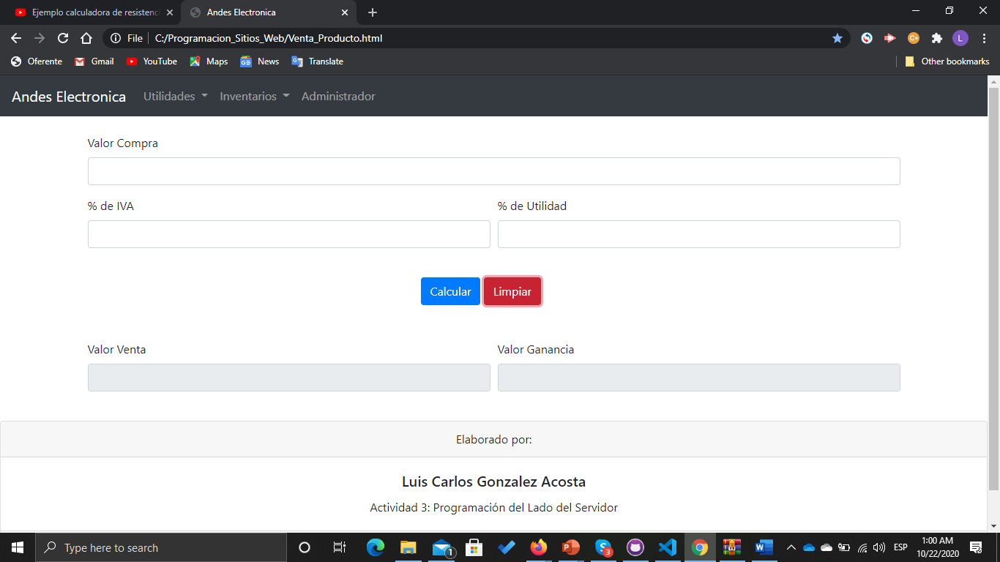 Ejemplo calculadora de resistenc
Andes Electronica
File
C:/Programacion_Sitios_Web/Venta_Producto.html
L
Oferente
Gmail
YouTube
Maps
News
Translate
Other bookmarks
Andes Electronica
Utilidades
Inventarios
Administrador
Valor Compra
% de IVA
% de Utilidad
Calcular
Limpiar
Valor Venta
Valor Ganancia
Elaborado por:
Luis Carlos Gonzalez Acosta
Actividad 3: Programación del Lado del Servidor
Type here to search
1
3
ESP
1:00 AM
10/22/2020